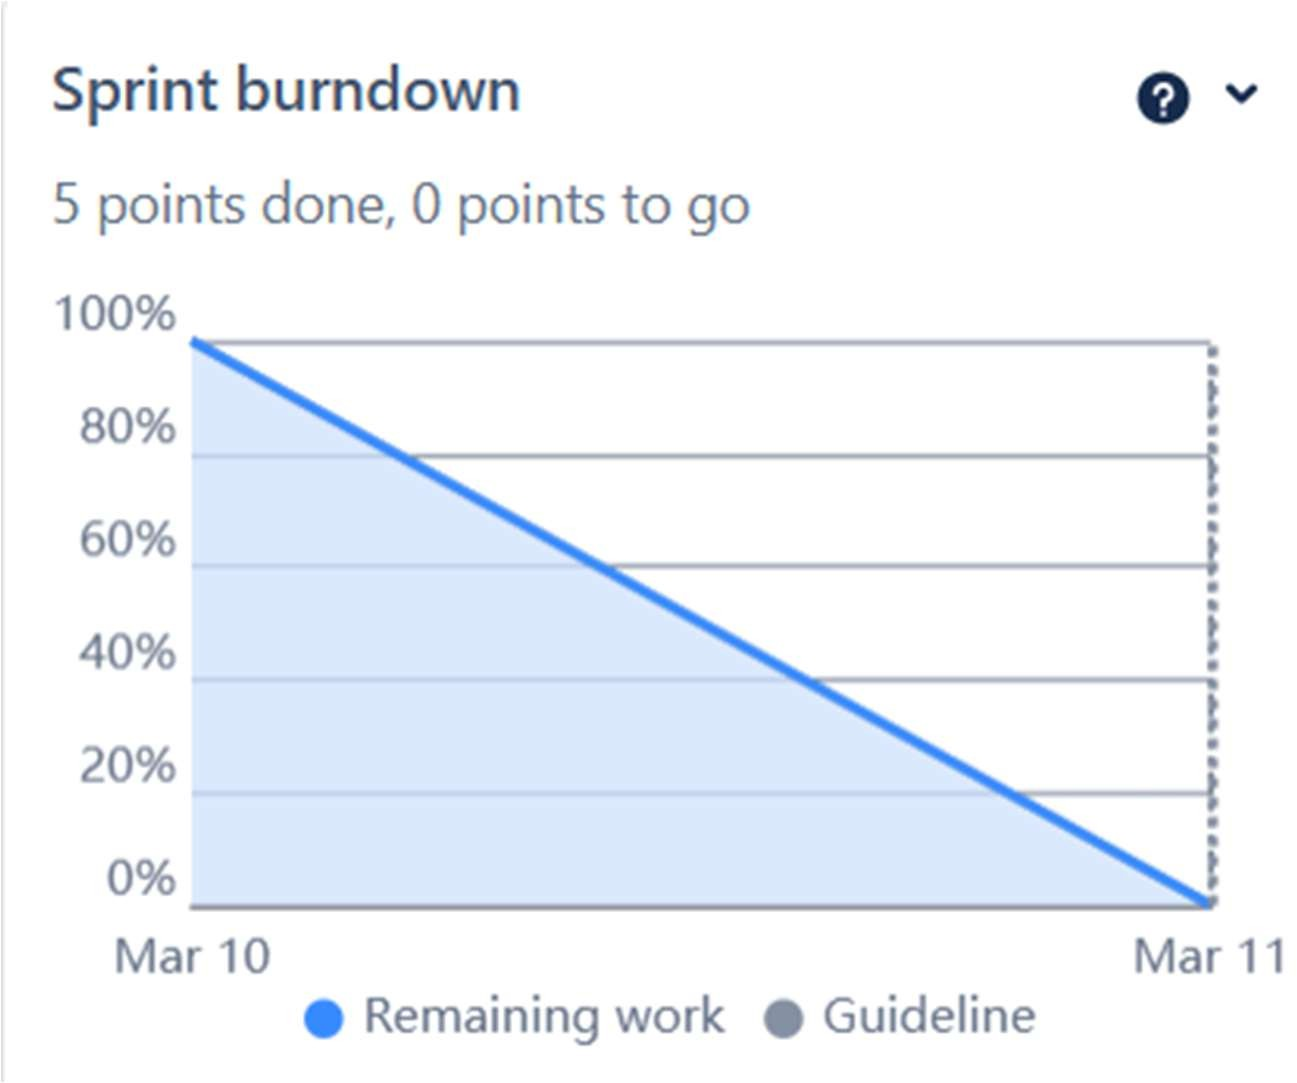 Sprint burndown
5 points done, 0 points to go
100%
80%
60%
40%
20%
0%
Mar 10 Mar 11
Remaining work Guideline